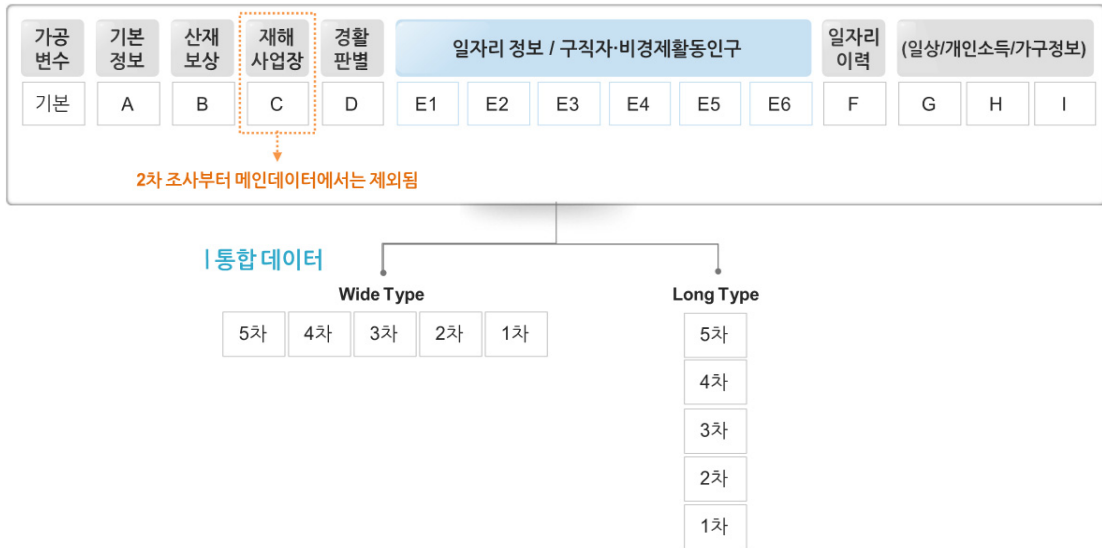 가공 변수
기본 정보
산재 보상
재해 사업장
경활 판별
일자리 정보 / 구직자·비경제활동인구
일자리 이력
(일상/개인소득/가구정보)
기본 A B C D E1 E2 E3 E4 E5 E6 F G H I
2차 조사부터 메인데이터에서는 제외됨
| 통합 데이터
Wide Type
5차 4차 3차 2차 1차
Long Type
5차
4차
3차
2차
1차